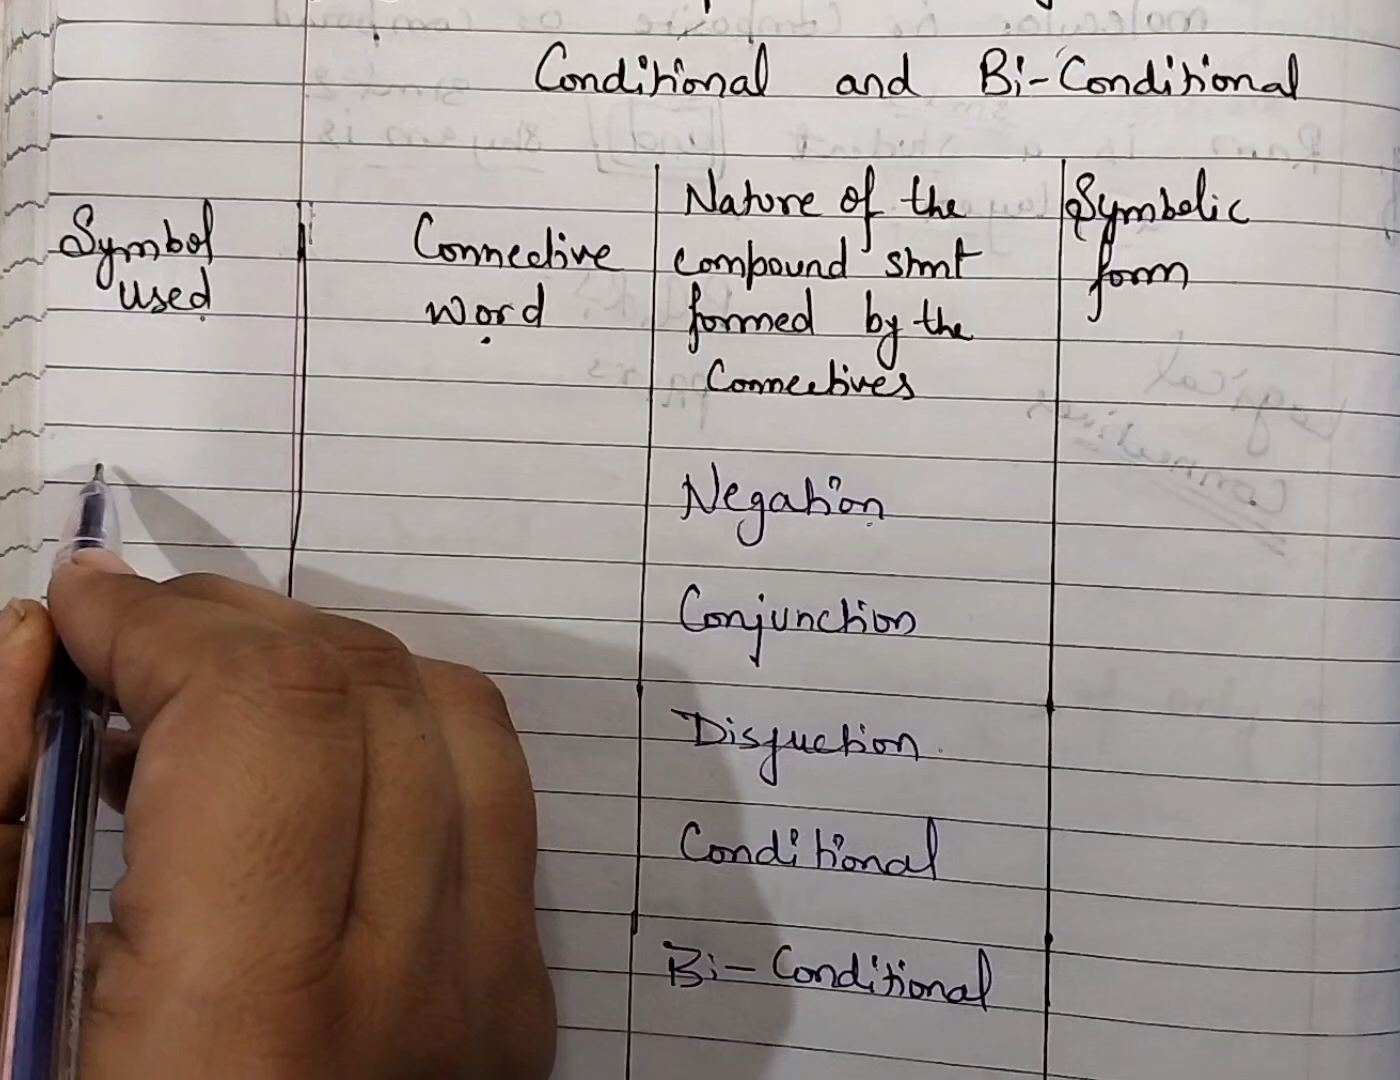 Conditional and Bi-Conditional
Symbol used
Connective word
Nature of the
compound stmt
formed by the
Connectives
Symbolic
form
Negation
Conjunction
Disjuction
Conditional
Bi-Conditional